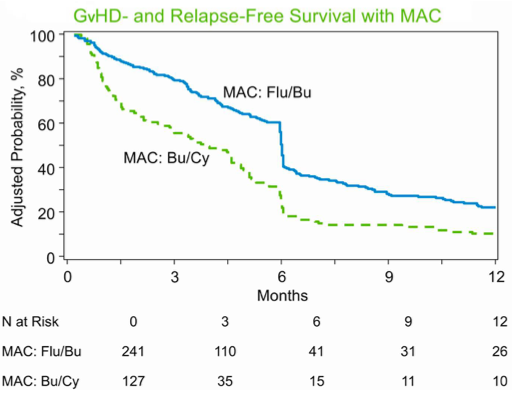 GvHD- and Relapse-Free Survival with MAC
Adjusted Probability, %
100
80
60
40
20
0
MAC: Flu/Bu
MAC: Bu/Cy
0 3 6 9 12
Months
N at Risk 0 3 6 9 12
MAC: Flu/Bu 241 110 41 31 26
MAC: Bu/Cy 127 35 15 11 10